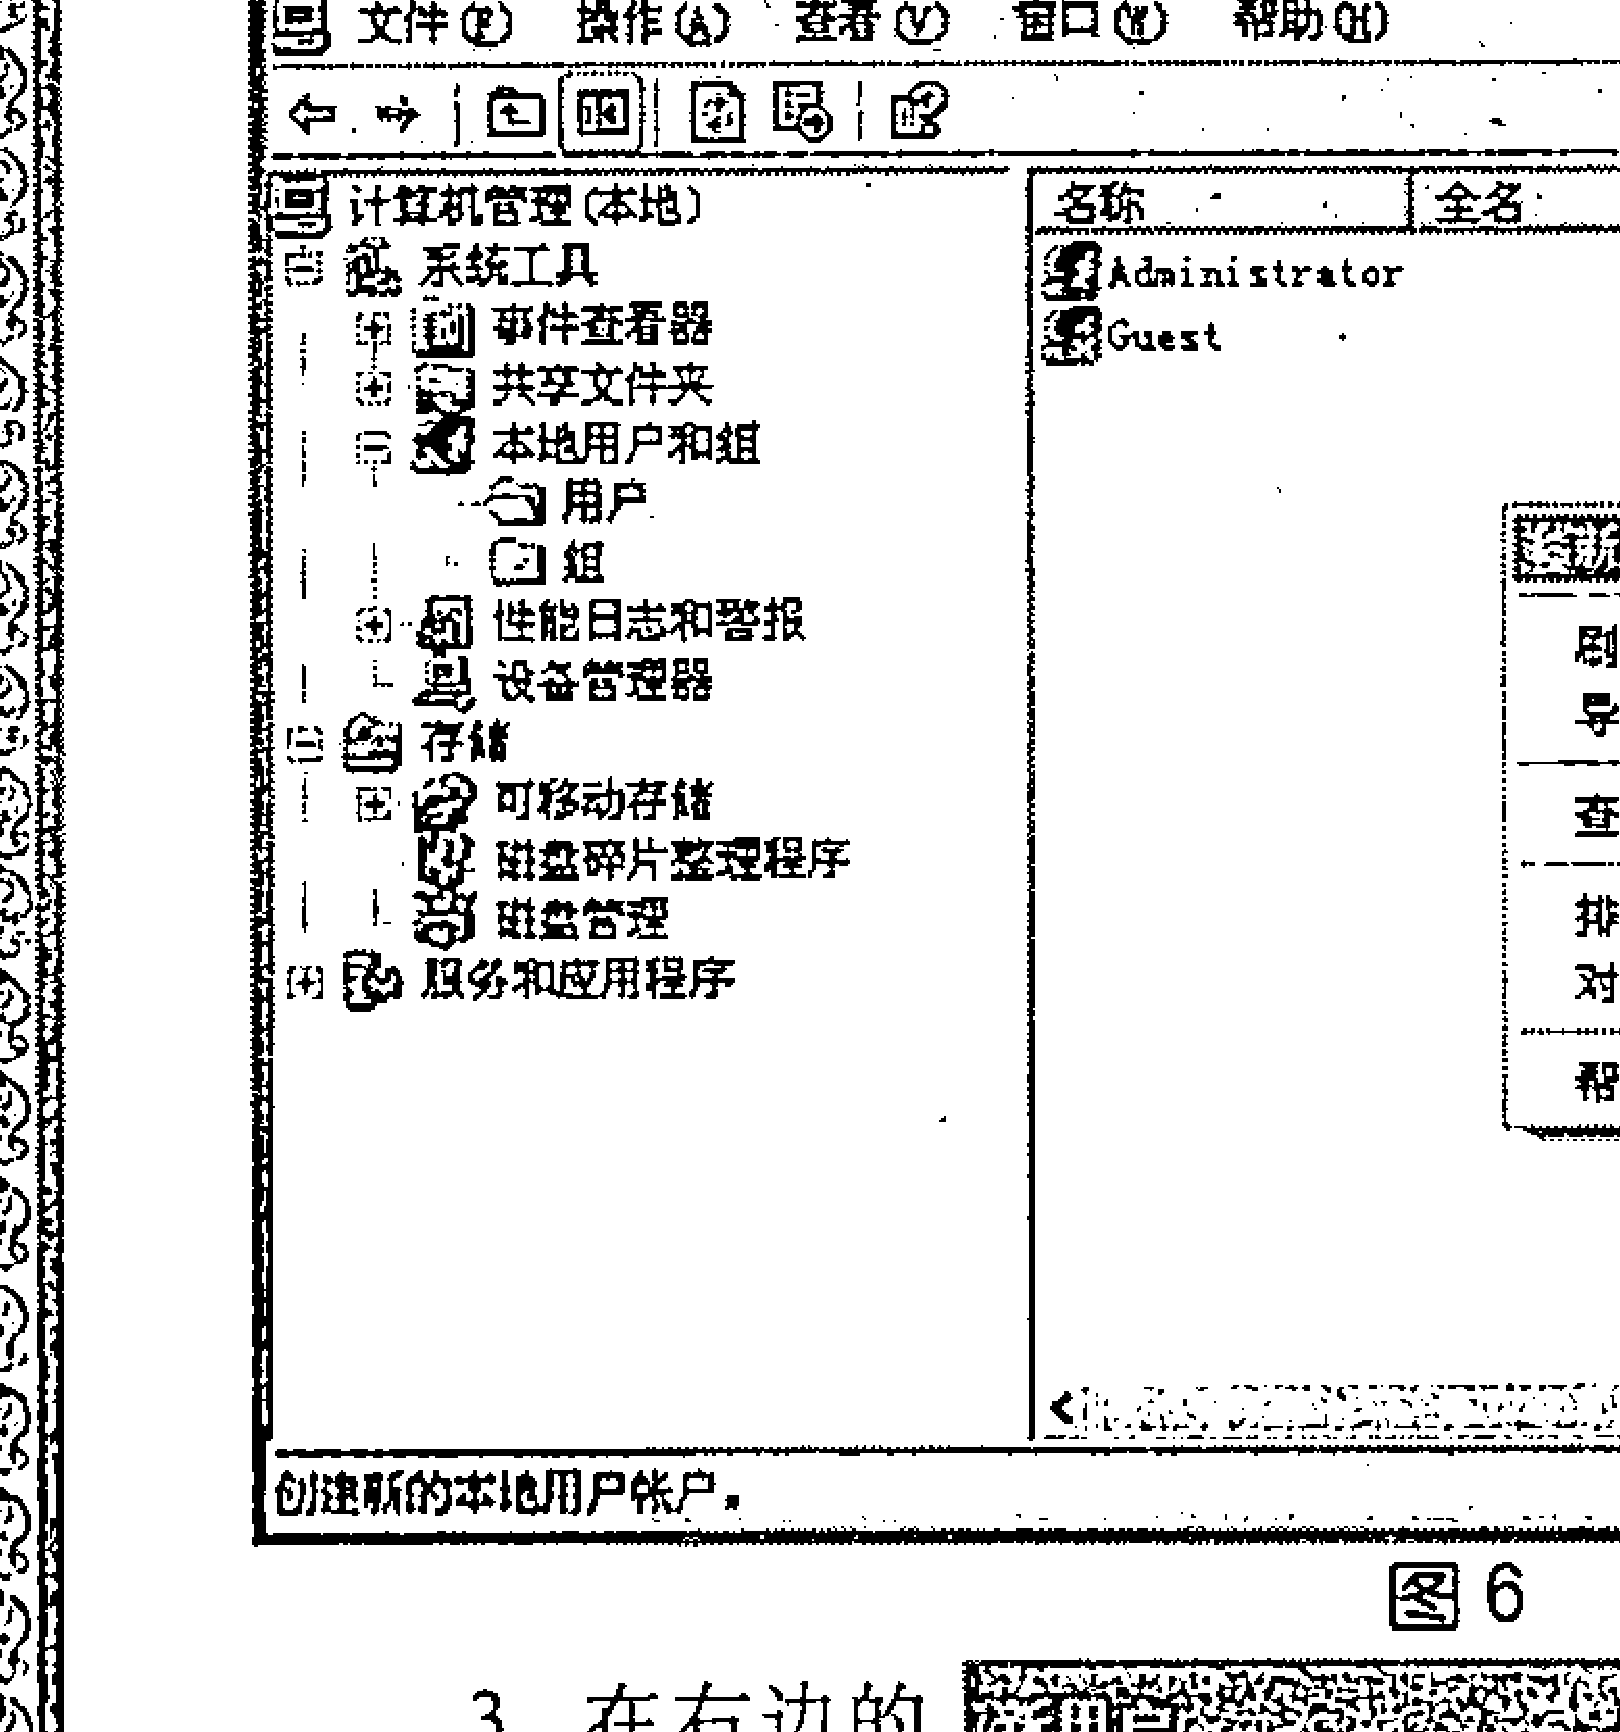 文件(F) 操作(A) 查看(V) 窗口(W) 帮助(H)
计算机管理(本地)
系统工具
事件查看器
共享文件夹
本地用户和组
用户
组
性能日志和警报
设备管理器
存储
可移动存储
磁盘碎片整理程序
磁盘管理
服务和应用程序
名称 全名
Administrator
Guest
查
排
对
帮
创建新的本地用户帐户。
图 6
3 在右边的